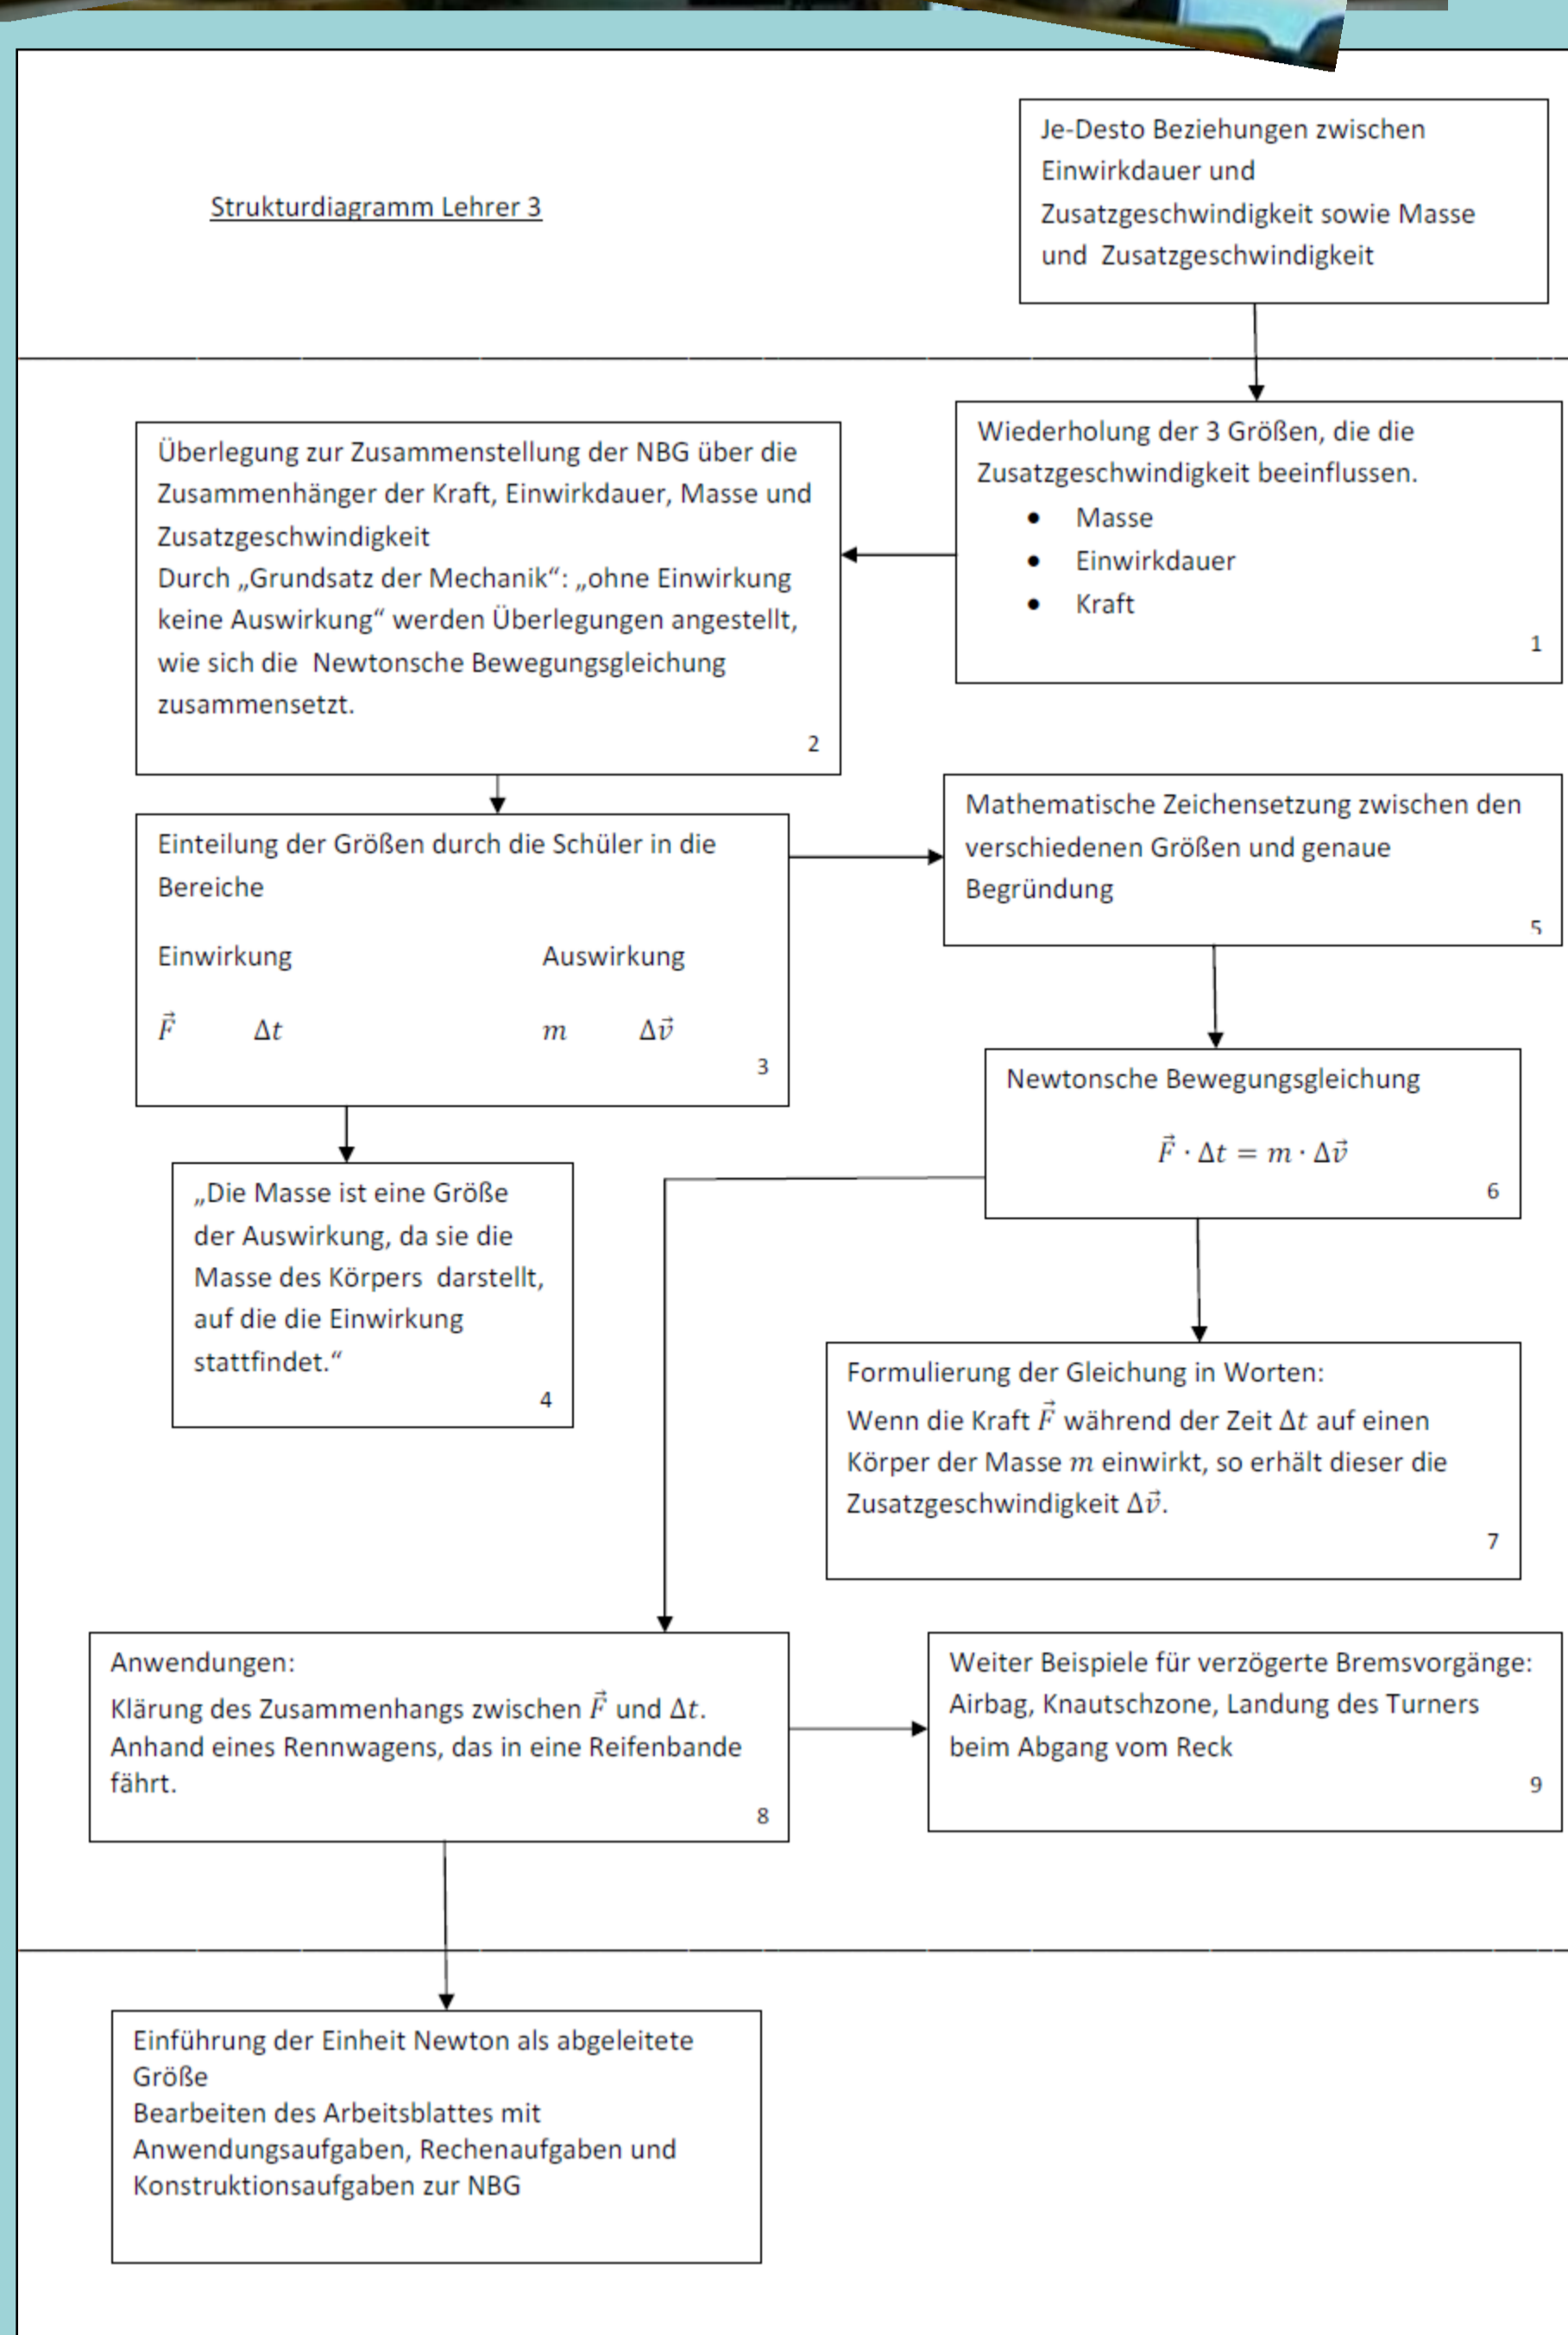 Strukturdiagramm Lehrer 3
Je-Desto Beziehungen zwischen
Einwirkdauer und
Zusatzgeschwindigkeit sowie Masse
und Zusatzgeschwindigkeit
Wiederholung der 3 Größen, die die
Zusatzgeschwindigkeit beeinflussen.
• Masse
• Einwirkdauer
• Kraft
1
Überlegung zur Zusammenstellung der NBG über die
Zusammenhänger der Kraft, Einwirkdauer, Masse und
Zusatzgeschwindigkeit
Durch „Grundsatz der Mechanik“: „ohne Einwirkung
keine Auswirkung“ werden Überlegungen angestellt,
wie sich die Newtonsche Bewegungsgleichung
zusammensetzt.
2
Einteilung der Größen durch die Schüler in die
Bereiche
Einwirkung Auswirkung
F⃗ Δt m Δv⃗
3
„Die Masse ist eine Größe
der Auswirkung, da sie die
Masse des Körpers darstellt,
auf die die Einwirkung
stattfindet.“
4
Mathematische Zeichensetzung zwischen den
verschiedenen Größen und genaue
Begründung
5
Newtonsche Bewegungsgleichung
F⃗ · Δt = m · Δv⃗
6
Formulierung der Gleichung in Worten:
Wenn die Kraft F⃗ während der Zeit Δt auf einen
Körper der Masse m einwirkt, so erhält dieser die
Zusatzgeschwindigkeit Δv⃗.
7
Anwendungen:
Klärung des Zusammenhangs zwischen F⃗ und Δt.
Anhand eines Rennwagens, das in eine Reifenbande
fährt.
8
Weiter Beispiele für verzögerte Bremsvorgänge:
Airbag, Knautschzone, Landung des Turners
beim Abgang vom Reck
9
Einführung der Einheit Newton als abgeleitete
Größe
Bearbeiten des Arbeitsblattes mit
Anwendungsaufgaben, Rechenaufgaben und
Konstruktionsaufgaben zur NBG